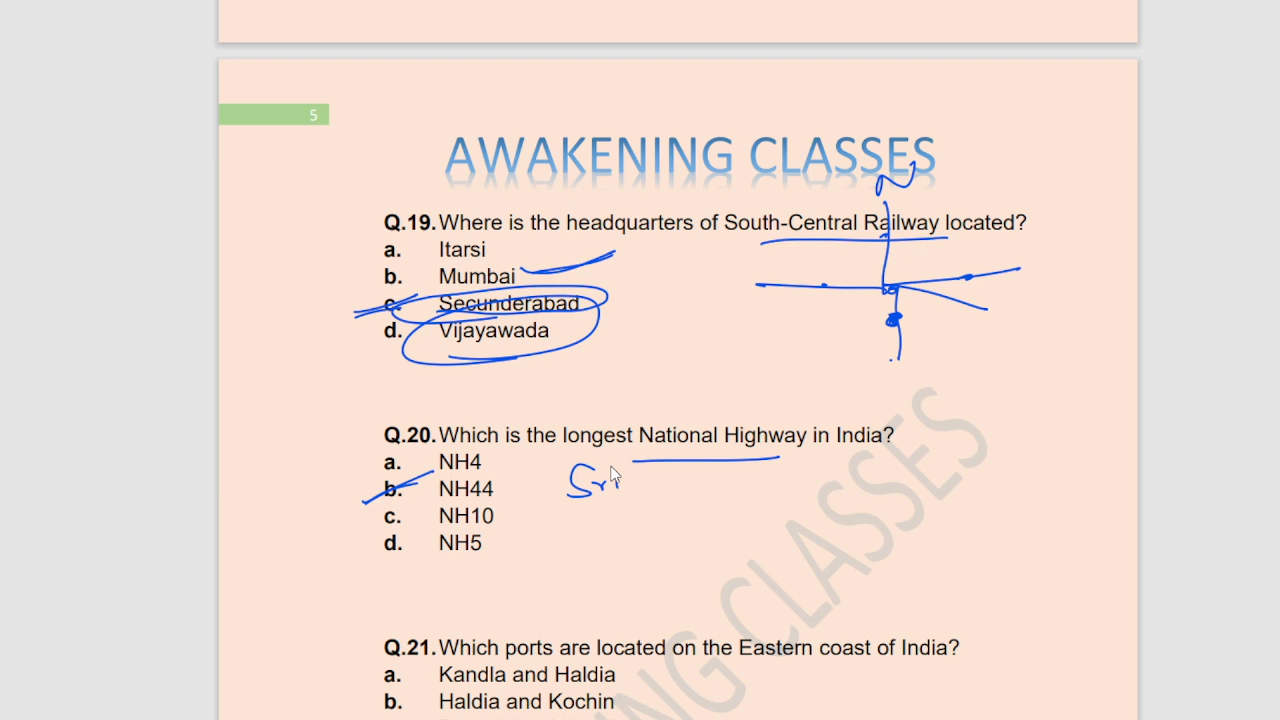 5
AWAKENING CLASSES
N
Q.19. Where is the headquarters of South-Central Railway located?
a. Itarsi
b. Mumbai
c. Secunderabad
d. Vijayawada
Q.20. Which is the longest National Highway in India?
a. NH4
Sri
b. NH44
c. NH10
d. NH5
Q.21. Which ports are located on the Eastern coast of India?
a. Kandla and Haldia
b. Haldia and Kochin